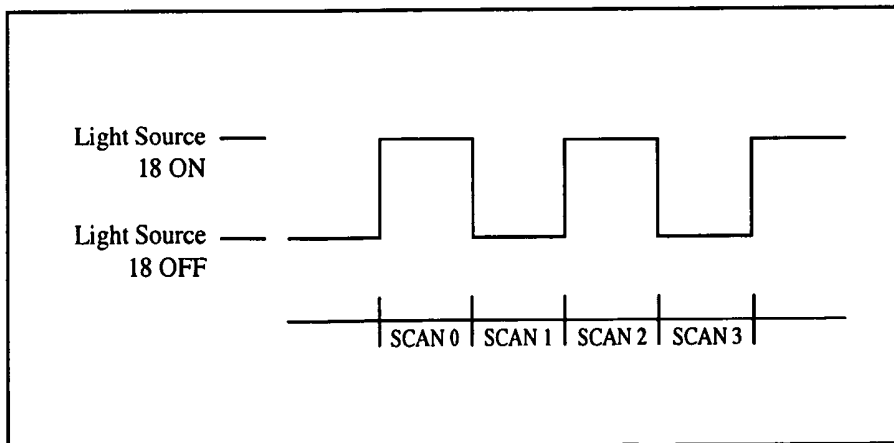 Light Source
18 ON
Light Source
18 OFF
SCAN 0 SCAN 1 SCAN 2 SCAN 3